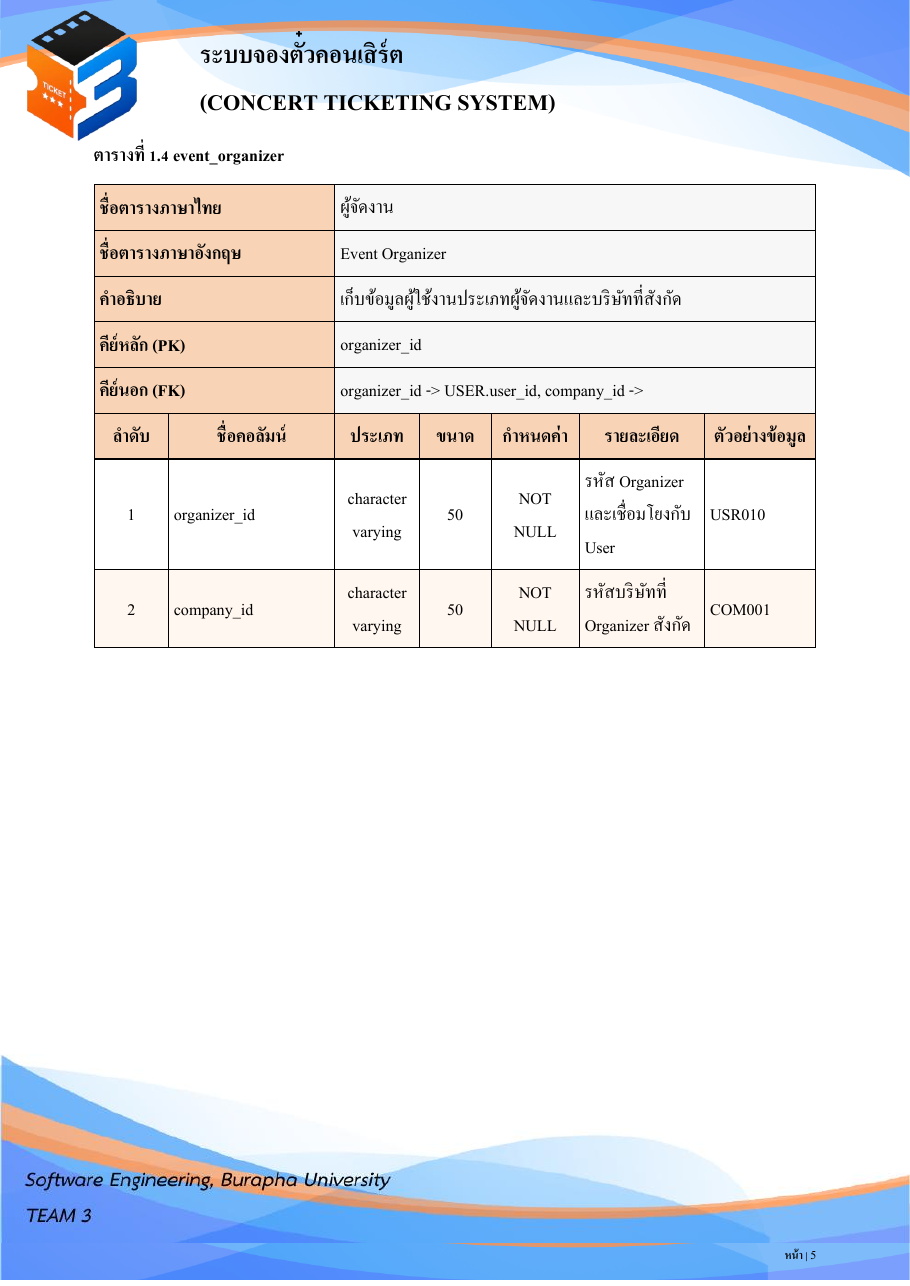 ระบบจองตั๋วคอนเสิร์ต
(CONCERT TICKETING SYSTEM)
TICKET
ตารางที่ 1.4 event_organizer
ชื่อตารางภาษาไทย ผู้จัดงาน
ชื่อตารางภาษาอังกฤษ Event Organizer
คำอธิบาย เก็บข้อมูลผู้ใช้งานประเภทผู้จัดงานและบริษัทที่สังกัด
คีย์หลัก (PK) organizer_id
คีย์นอก (FK) organizer_id -> USER.user_id, company_id ->
ลำดับ ชื่อคอลัมน์ ประเภท ขนาด กำหนดค่า รายละเอียด ตัวอย่างข้อมูล
1 organizer_id character varying 50 NOT NULL รหัส Organizer และเชื่อมโยงกับ User USR010
2 company_id character varying 50 NOT NULL รหัสบริษัทที่ Organizer สังกัด COM001
Software Engineering, Burapha University
TEAM 3
หน้า | 5